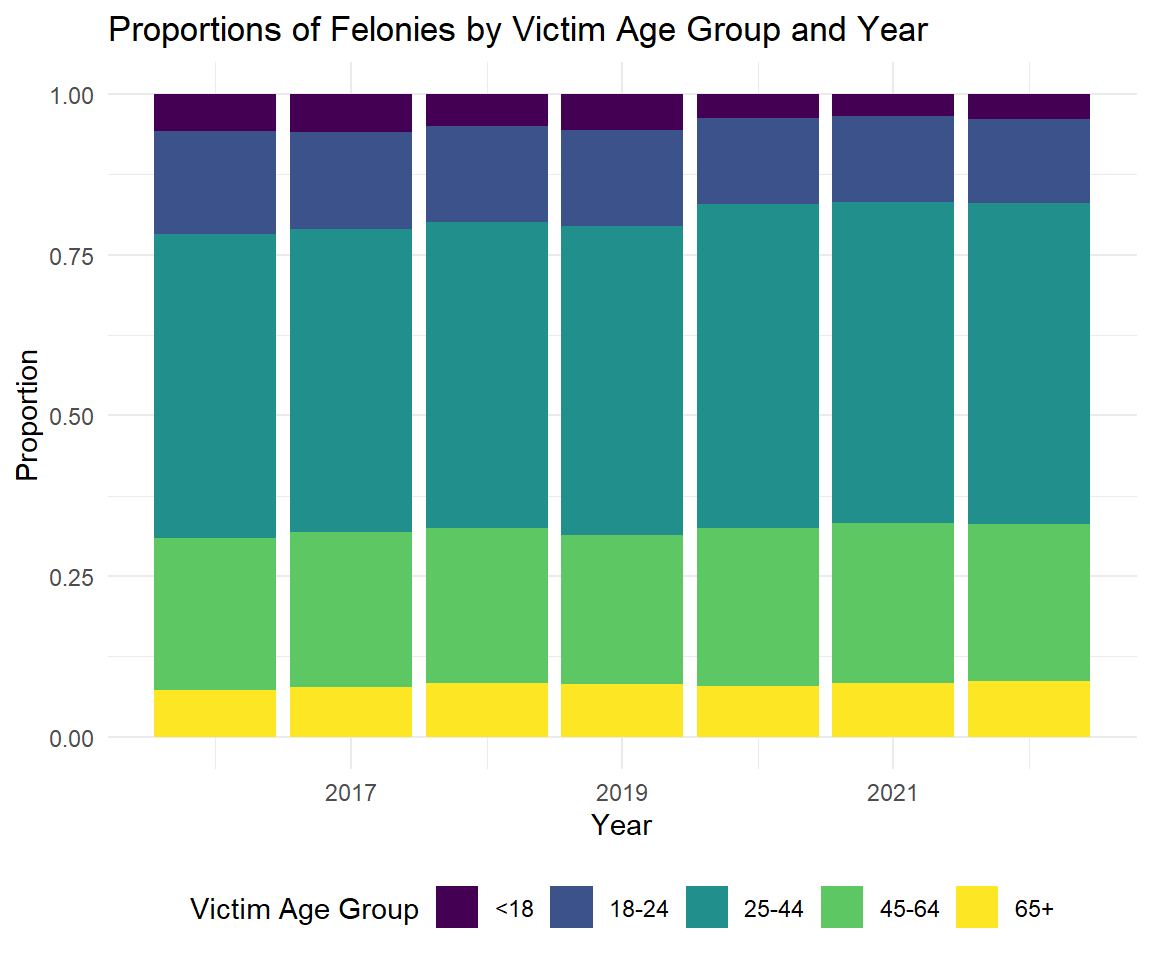 Proportions of Felonies by Victim Age Group and Year
1.00
0.75
0.50
0.25
0.00
Proportion
2017 2019 2021
Year
Victim Age Group <18 18-24 25-44 45-64 65+